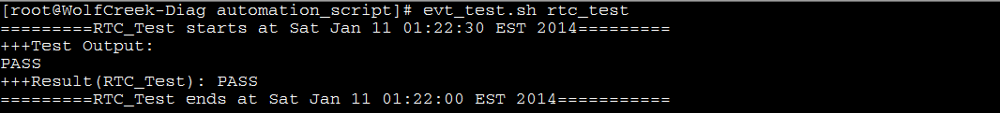 [root@WolfCreek-Diag automation_script]# evt_test.sh rtc_test
=========RTC_Test starts at Sat Jan 11 01:22:30 EST 2014=========
+++Test Output:
PASS
+++Result(RTC_Test): PASS
=========RTC_Test ends at Sat Jan 11 01:22:00 EST 2014===========